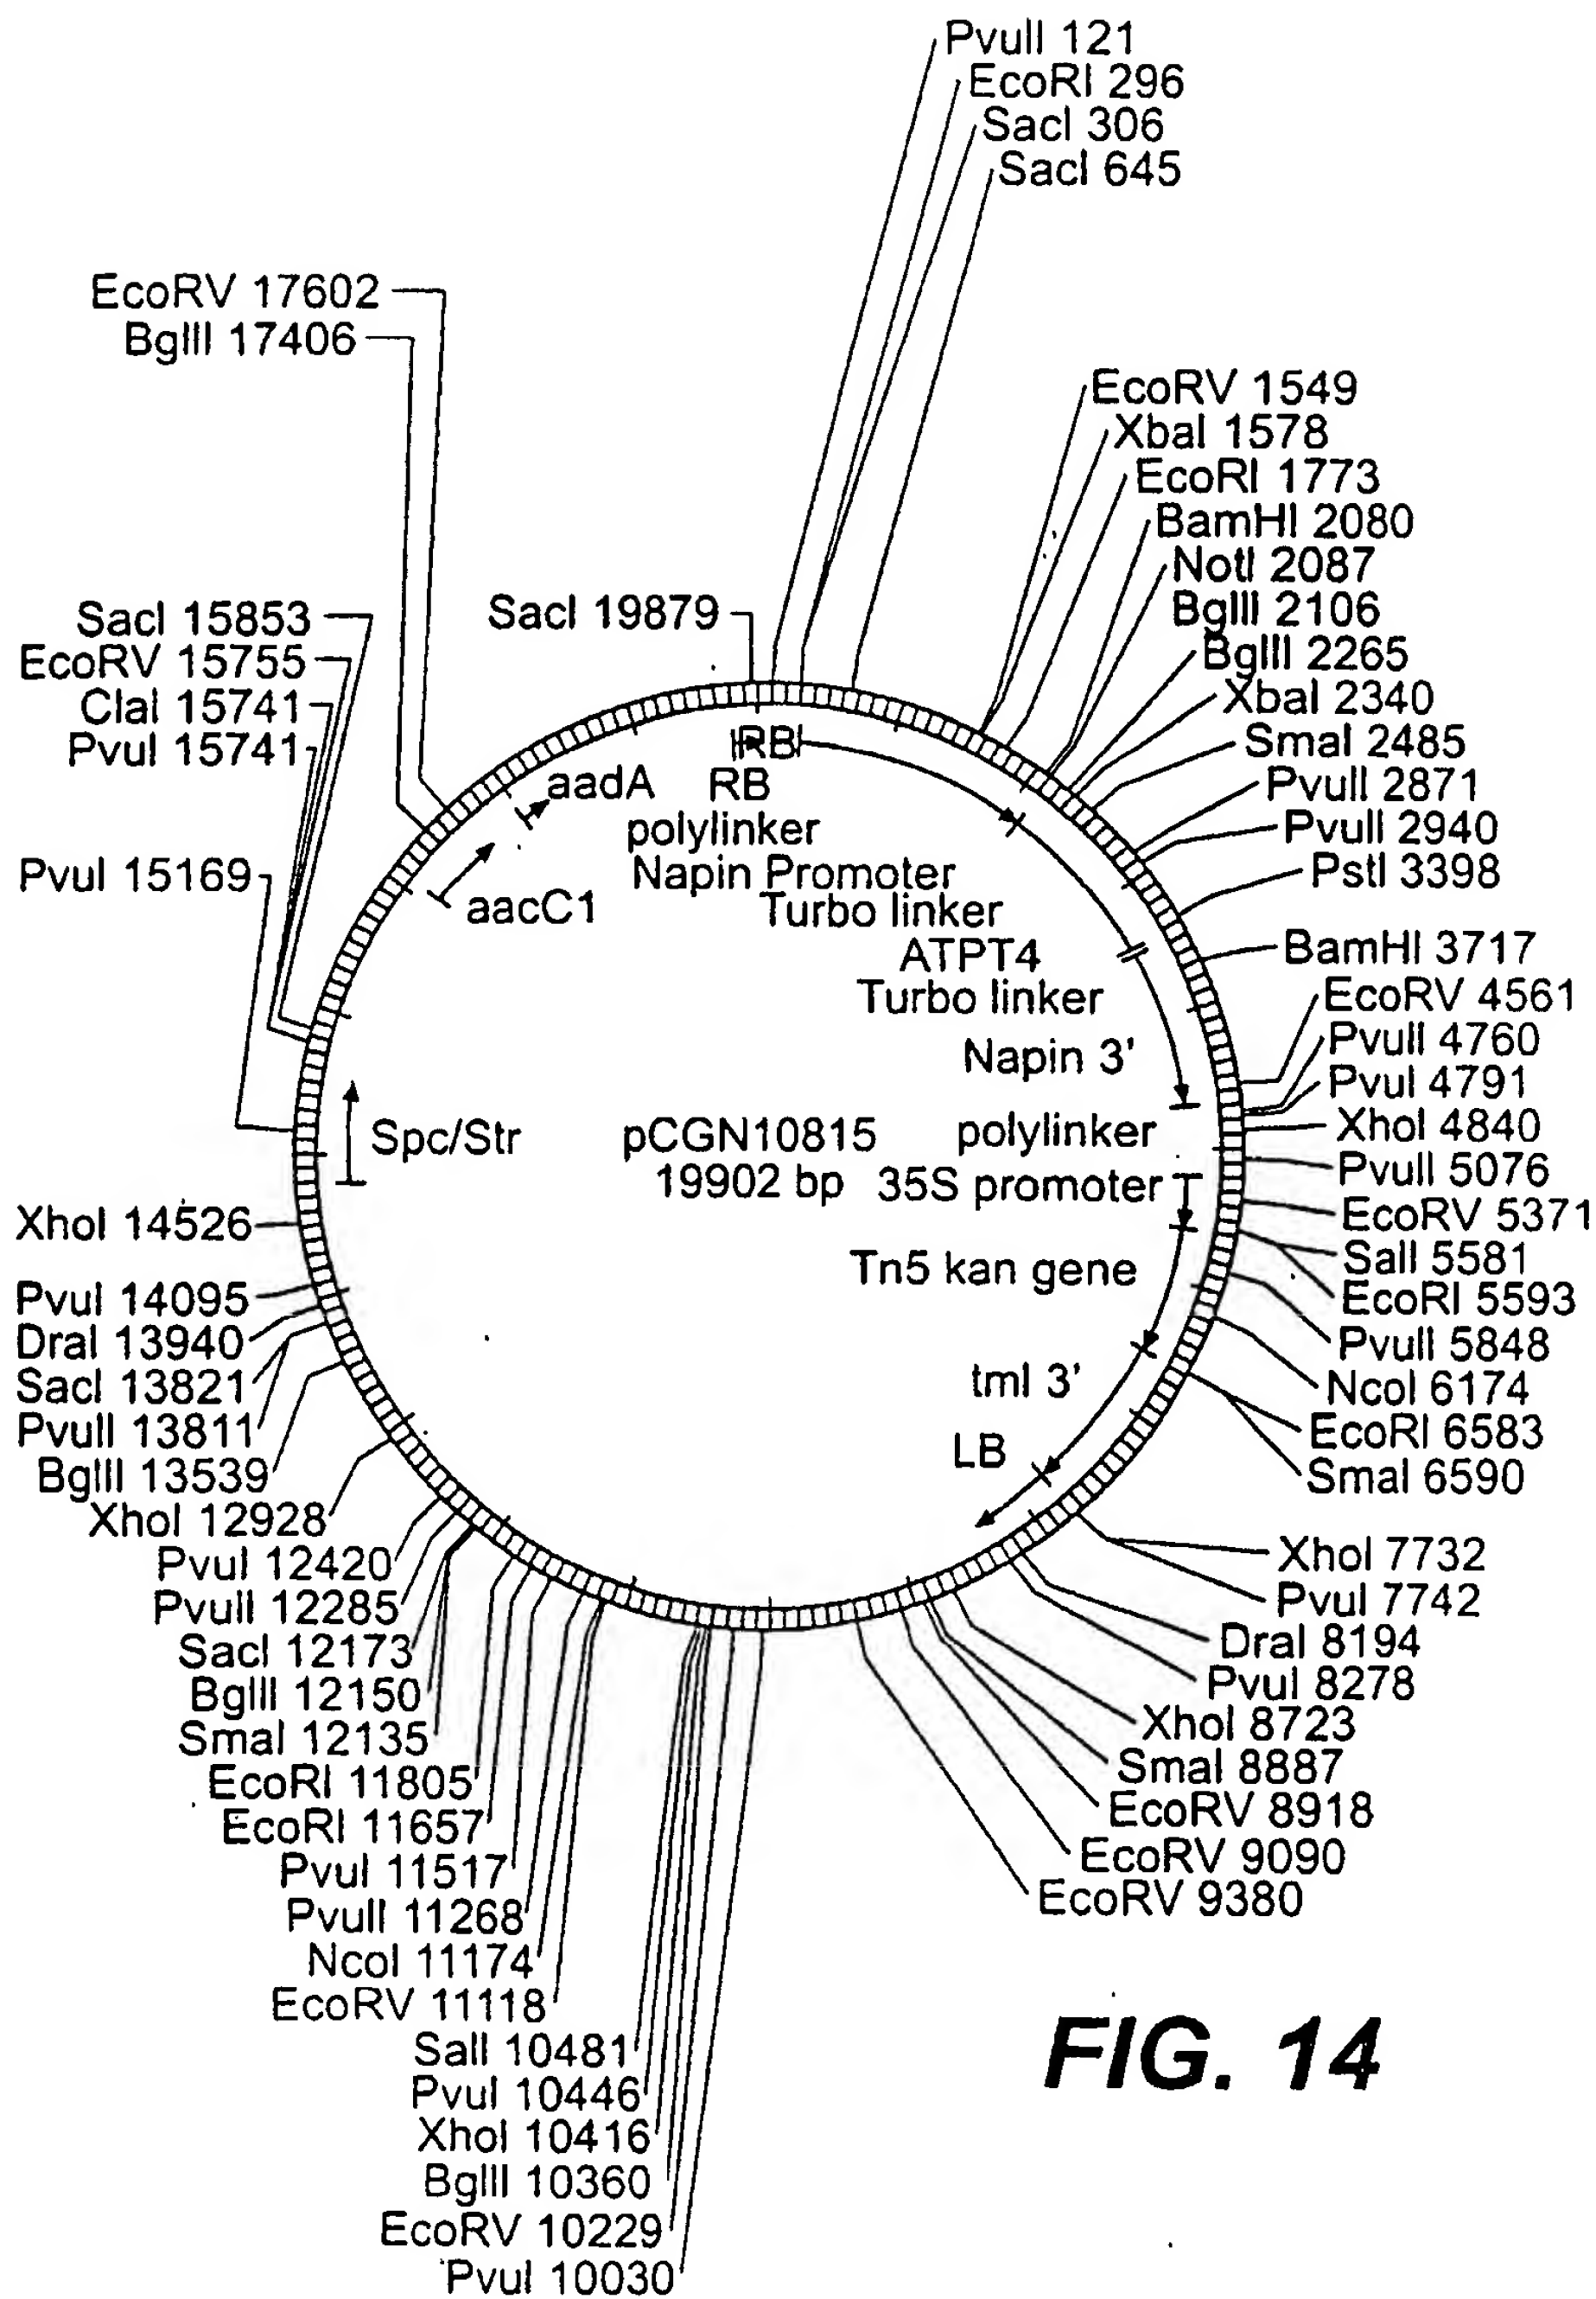 PvuII 121
EcoRI 296
SacI 306
SacI 645
EcoRV 17602
BglII 17406
EcoRV 1549
XbaI 1578
EcoRI 1773
BamHI 2080
NotI 2087
BglII 2106
BglII 2265
XbaI 2340
SmaI 2485
PvuII 2871
PvuII 2940
PstI 3398
BamHI 3717
EcoRV 4561
PvuII 4760
PvuI 4791
XhoI 4840
PvuII 5076
EcoRV 5371
SalI 5581
EcoRI 5593
PvuII 5848
NcoI 6174
EcoRI 6583
SmaI 6590
XhoI 7732
PvuI 7742
DraI 8194
PvuI 8278
XhoI 8723
SmaI 8887
EcoRV 8918
EcoRV 9090
EcoRV 9380
SacI 19879
SacI 15853
EcoRV 15755
ClaI 15741
PvuI 15741
PvuI 15169
XhoI 14526
PvuI 14095
DraI 13940
SacI 13821
PvuII 13811
BglII 13539
XhoI 12928
PvuI 12420
PvuII 12285
SacI 12173
BglII 12150
SmaI 12135
EcoRI 11805
EcoRI 11657
PvuI 11517
PvuII 11268
NcoI 11174
EcoRV 11118
SalI 10481
PvuI 10446
XhoI 10416
BglII 10360
EcoRV 10229
PvuI 10030
RB
aadA
RB
polylinker
Napin Promoter
aacC1
Turbo linker
ATPT4
Turbo linker
Napin 3'
Spc/Str
pCGN10815
19902 bp
polylinker
35S promoter
Tn5 kan gene
tml 3'
LB
FIG. 14